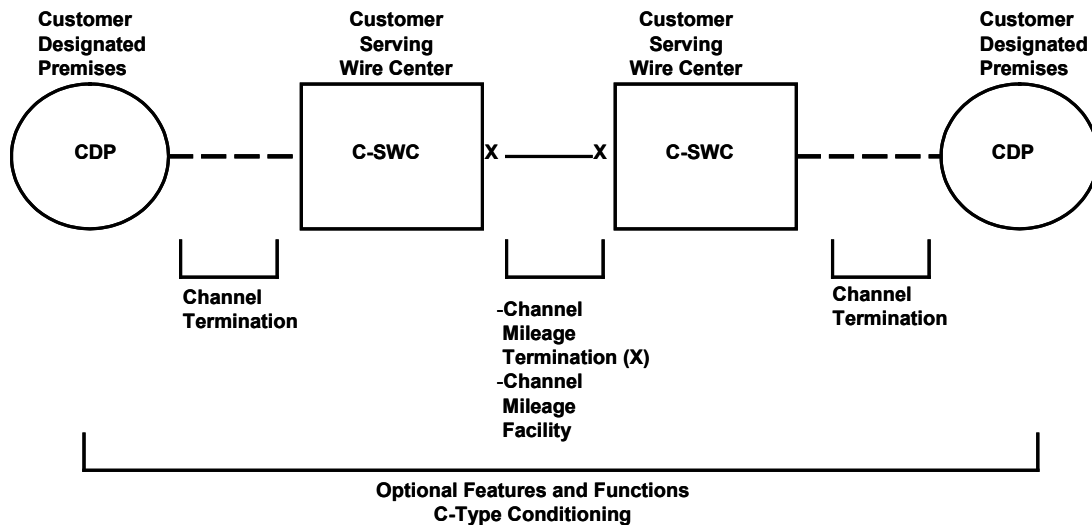 Customer
Designated
Premises
Customer
Serving
Wire Center
Customer
Serving
Wire Center
Customer
Designated
Premises
CDP
C-SWC
X
X
C-SWC
CDP
Channel
Termination
-Channel
Mileage
Termination (X)
-Channel
Mileage
Facility
Channel
Termination
Optional Features and Functions
C-Type Conditioning